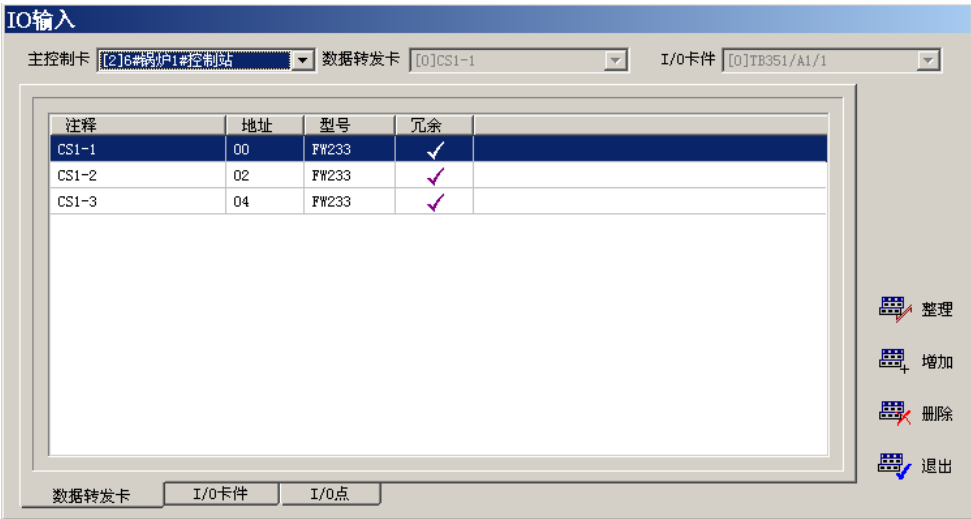 IO输入
主控制卡 [2]6#锅炉1#控制站 数据转发卡 [0]CS1-1 I/O卡件 [0]TB351/A1/1
注释 地址 型号 冗余
CS1-1 00 FW233
CS1-2 02 FW233
CS1-3 04 FW233
整理
增加
删除
退出
数据转发卡 I/O卡件 I/O点